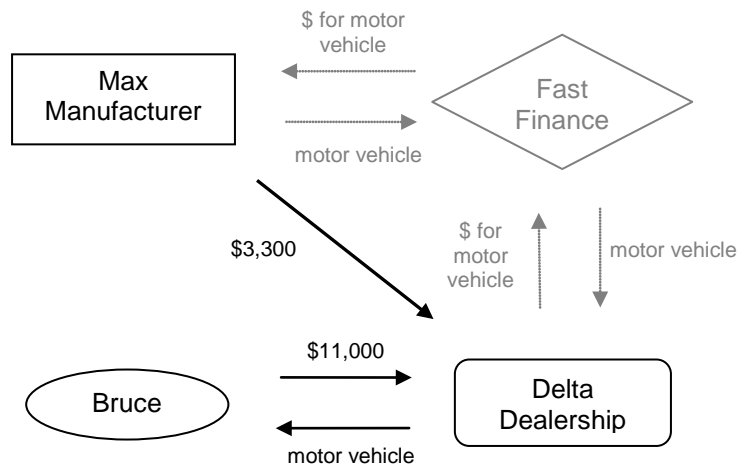 $ for motor
vehicle
Max
Manufacturer
Fast
Finance
motor vehicle
$3,300
$ for
motor
vehicle
motor vehicle
$11,000
Bruce
Delta
Dealership
motor vehicle